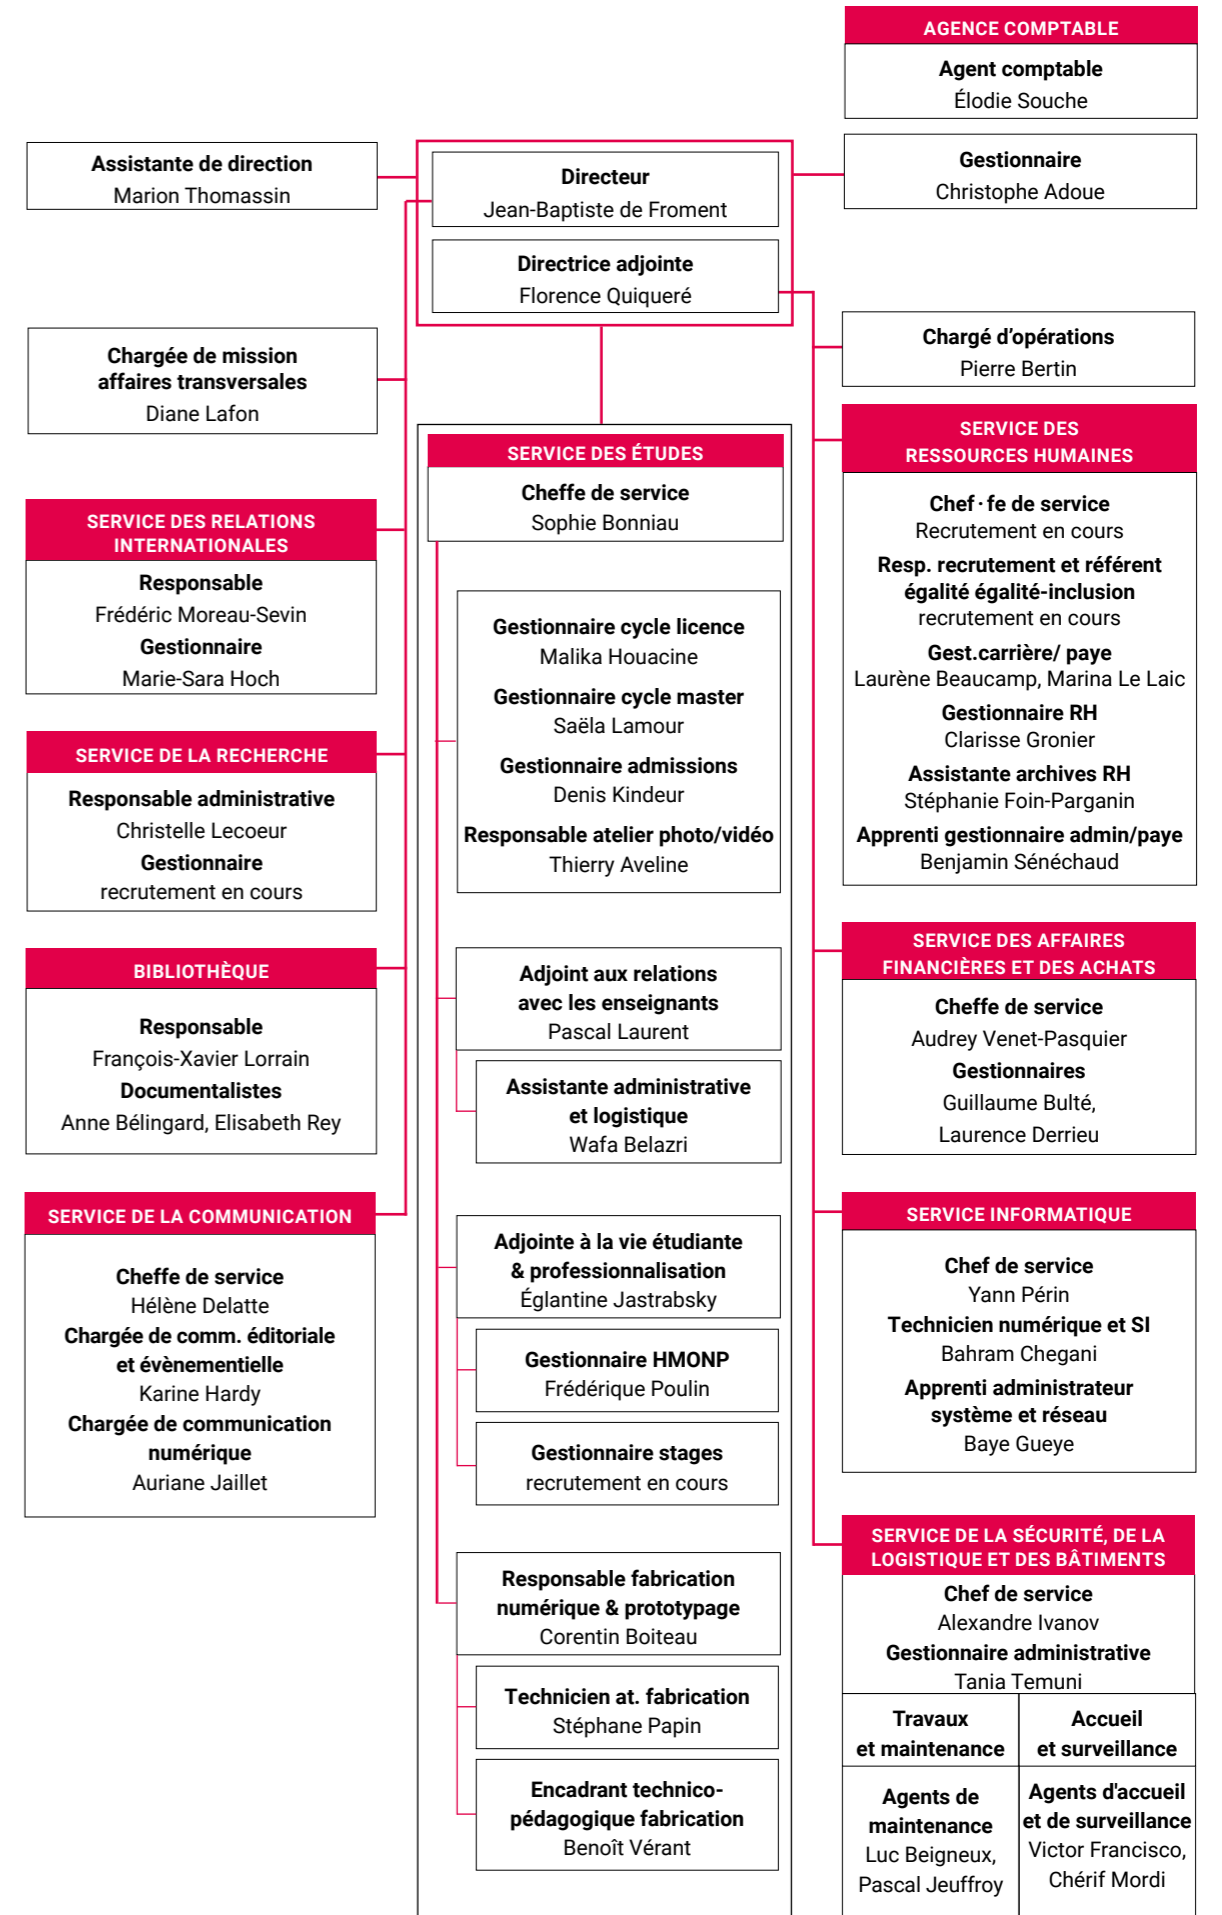 AGENCE COMPTABLE
Agent comptable
Élodie Souche
Assistante de direction
Marion Thomassin
Directeur
Jean-Baptiste de Froment
Gestionnaire
Christophe Adoue
Directrice adjointe
Florence Quiqueré
Chargée de mission
affaires transversales
Diane Lafon
Chargé d’opérations
Pierre Bertin
SERVICE DES RELATIONS
INTERNATIONALES
Responsable
Frédéric Moreau-Sevin
Gestionnaire
Marie-Sara Hoch
SERVICE DE LA RECHERCHE
Responsable administrative
Christelle Lecoeur
Gestionnaire
recrutement en cours
BIBLIOTHÈQUE
Responsable
François-Xavier Lorrain
Documentalistes
Anne Bélingard, Elisabeth Rey
SERVICE DE LA COMMUNICATION
Cheffe de service
Hélène Delatte
Chargée de comm. éditoriale
et évènementielle
Karine Hardy
Chargée de communication
numérique
Auriane Jaillet
SERVICE DES ÉTUDES
Cheffe de service
Sophie Bonniau
Gestionnaire cycle licence
Malika Houacine
Gestionnaire cycle master
Saëla Lamour
Gestionnaire admissions
Denis Kindeur
Responsable atelier photo/vidéo
Thierry Aveline
Adjoint aux relations
avec les enseignants
Pascal Laurent
Assistante administrative
et logistique
Wafa Belazri
Adjointe à la vie étudiante
& professionnalisation
Églantine Jastrabsky
Gestionnaire HMONP
Frédérique Poulin
Gestionnaire stages
recrutement en cours
Responsable fabrication
numérique & prototypage
Corentin Boiteau
Technicien at. fabrication
Stéphane Papin
Encadrant technico-
pédagogique fabrication
Benoît Vérant
SERVICE DES
RESSOURCES HUMAINES
Chef·fe de service
Recrutement en cours
Resp. recrutement et référent
égalité égalité-inclusion
recrutement en cours
Gest.carrière/ paye
Laurène Beaucamp, Marina Le Laic
Gestionnaire RH
Clarisse Gronier
Assistante archives RH
Stéphanie Foin-Parganin
Apprenti gestionnaire admin/paye
Benjamin Sénéchaud
SERVICE DES AFFAIRES
FINANCIÈRES ET DES ACHATS
Cheffe de service
Audrey Venet-Pasquier
Gestionnaires
Guillaume Bulté,
Laurence Derrieu
SERVICE INFORMATIQUE
Chef de service
Yann Périn
Technicien numérique et SI
Bahram Chegani
Apprenti administrateur
système et réseau
Baye Gueye
SERVICE DE LA SÉCURITÉ, DE LA
LOGISTIQUE ET DES BÂTIMENTS
Chef de service
Alexandre Ivanov
Gestionnaire administrative
Tania Temuni
Travaux
et maintenance
Agents de
maintenance
Luc Beigneux,
Pascal Jeuffroy
Accueil
et surveillance
Agents d'accueil
et de surveillance
Victor Francisco,
Chérif Mordi